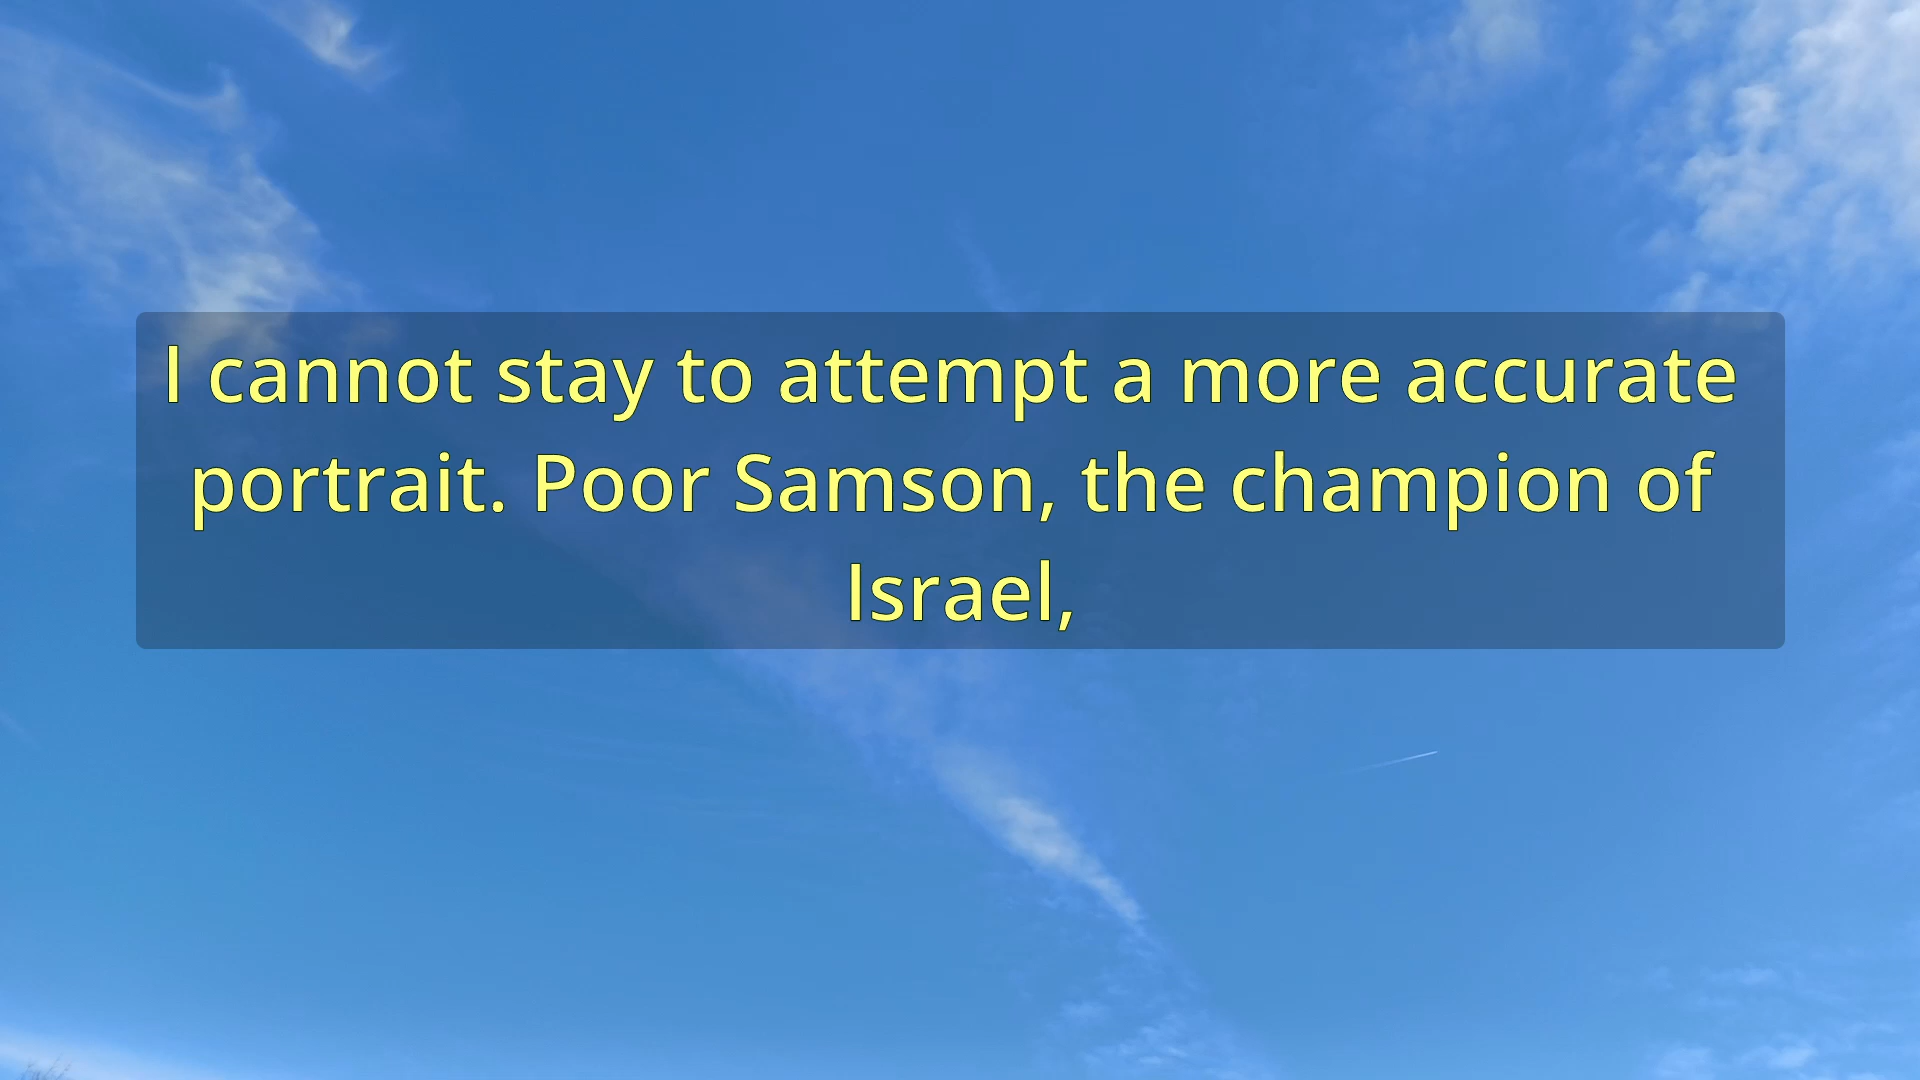 I cannot stay to attempt a more accurate
portrait. Poor Samson, the champion of
Israel,